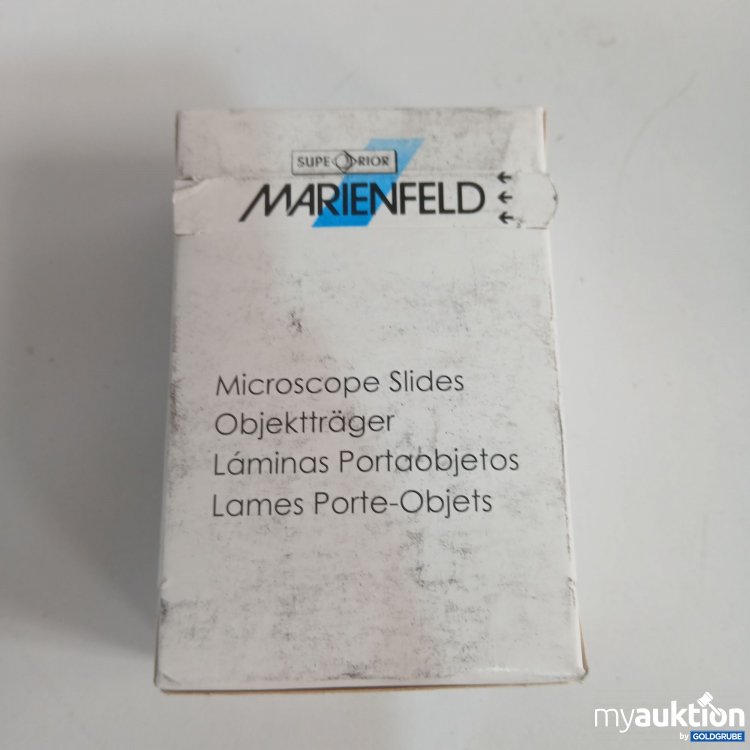 SUPERIOR
MARIENFELD
Microscope Slides
Objektträger
Láminas Portaobjetos
Lames Porte-Objets
myauktion
by GOLDGRUBE